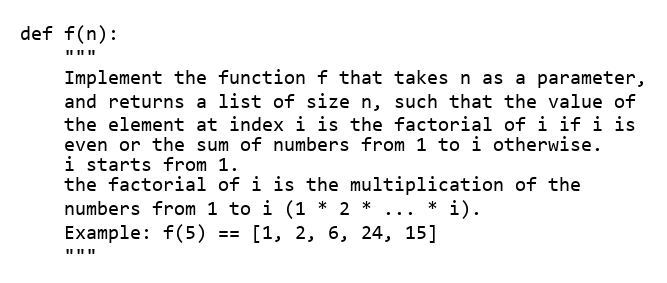 def f(n):
    """
    Implement the function f that takes n as a parameter,
    and returns a list of size n, such that the value of
    the element at index i is the factorial of i if i is
    even or the sum of numbers from 1 to i otherwise.
    i starts from 1.
    the factorial of i is the multiplication of the
    numbers from 1 to i (1 * 2 * ... * i).
    Example: f(5) == [1, 2, 6, 24, 15]
    """